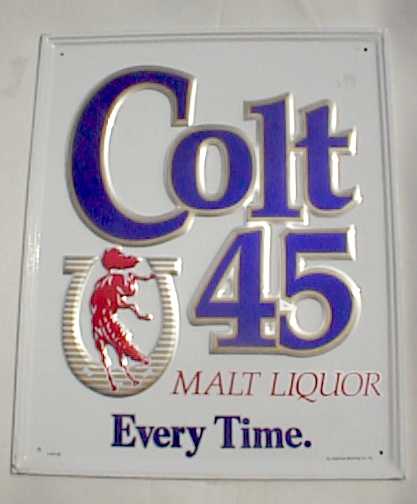 Colt
45
MALT LIQUOR
Every Time.